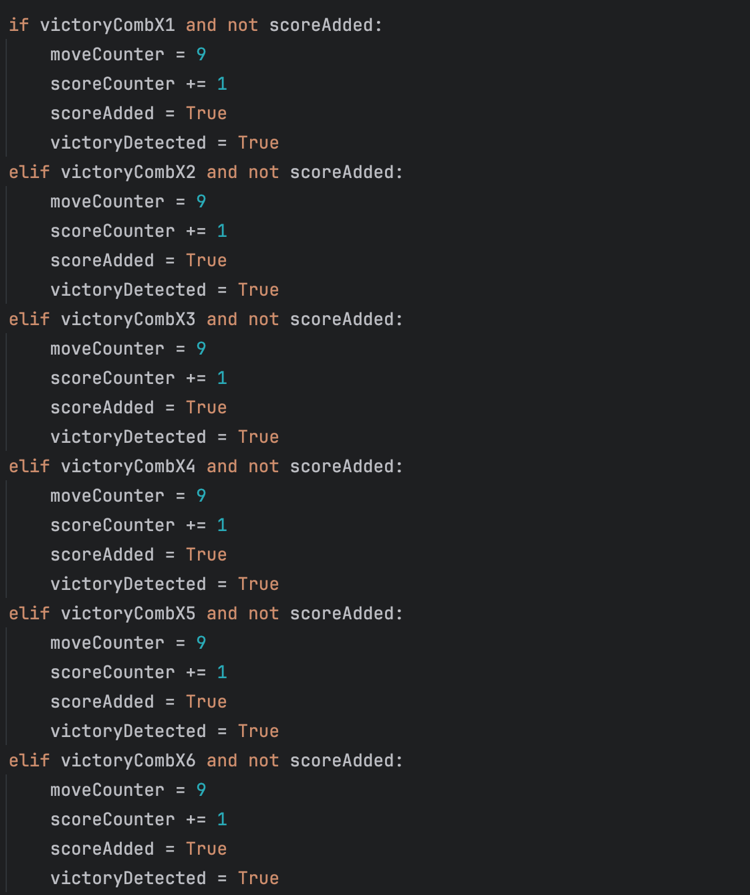 if victoryCombX1 and not scoreAdded:
    moveCounter = 9
    scoreCounter += 1
    scoreAdded = True
    victoryDetected = True
elif victoryCombX2 and not scoreAdded:
    moveCounter = 9
    scoreCounter += 1
    scoreAdded = True
    victoryDetected = True
elif victoryCombX3 and not scoreAdded:
    moveCounter = 9
    scoreCounter += 1
    scoreAdded = True
    victoryDetected = True
elif victoryCombX4 and not scoreAdded:
    moveCounter = 9
    scoreCounter += 1
    scoreAdded = True
    victoryDetected = True
elif victoryCombX5 and not scoreAdded:
    moveCounter = 9
    scoreCounter += 1
    scoreAdded = True
    victoryDetected = True
elif victoryCombX6 and not scoreAdded:
    moveCounter = 9
    scoreCounter += 1
    scoreAdded = True
    victoryDetected = True